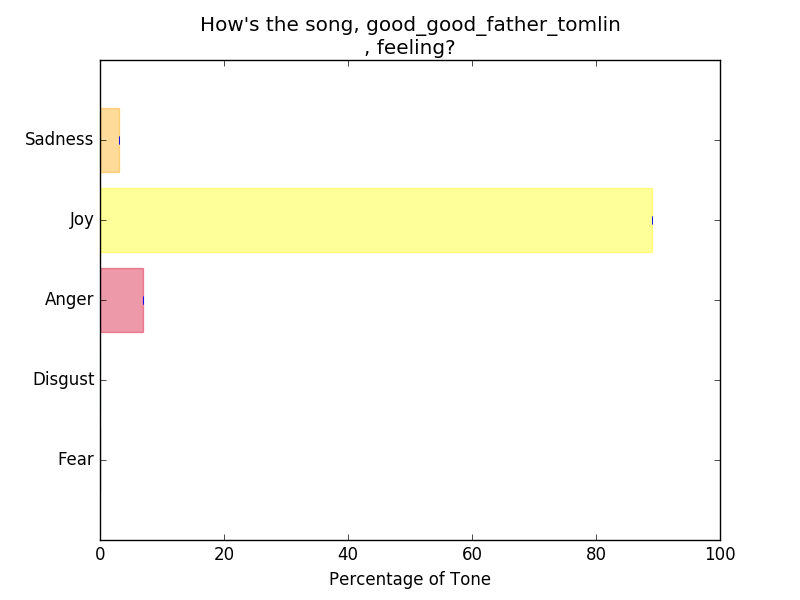 How's the song, good_good_father_tomlin
, feeling?
Sadness
Joy
Anger
Disgust
Fear
0 20 40 60 80 100
Percentage of Tone